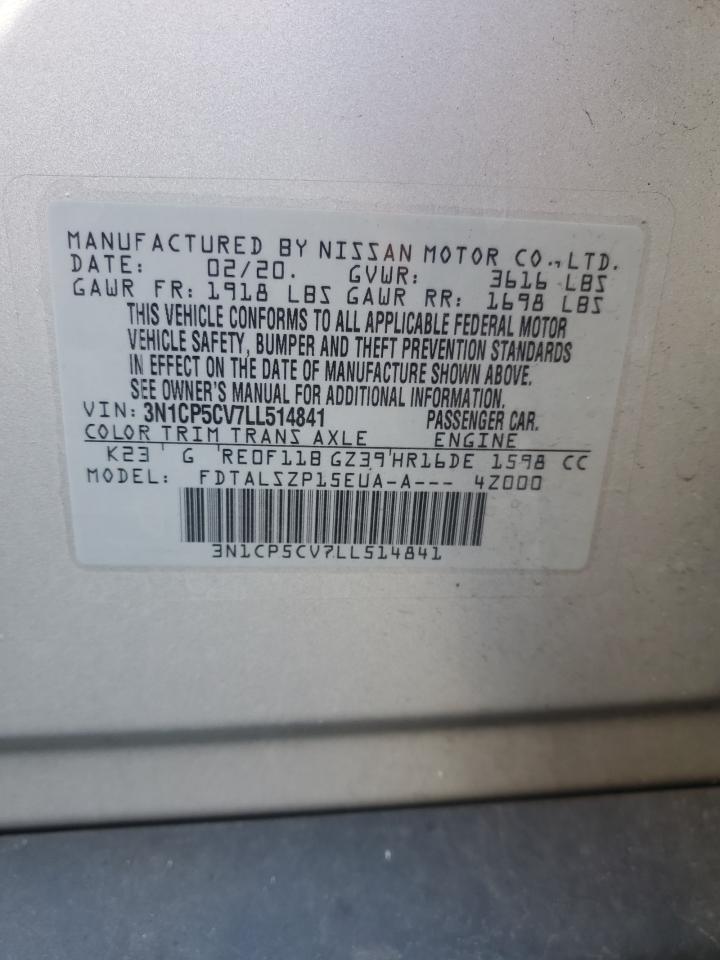 MANUFACTURED BY NISSAN MOTOR CO.,LTD.
DATE: 02/20. GVWR: 3616 LBS
GAWR FR: 1918 LBS GAWR RR: 1698 LBS
THIS VEHICLE CONFORMS TO ALL APPLICABLE FEDERAL MOTOR
VEHICLE SAFETY, BUMPER AND THEFT PREVENTION STANDARDS
IN EFFECT ON THE DATE OF MANUFACTURE SHOWN ABOVE.
SEE OWNER'S MANUAL FOR ADDITIONAL INFORMATION.
VIN: 3N1CP5CV7LL514841 PASSENGER CAR.
COLOR TRIM TRANS AXLE ENGINE
K23 G RE0F11B GZ39 HR16DE 1598 CC
MODEL: FDTALSZP15EUA-A--- 4Z000
3N1CP5CV7LL514841